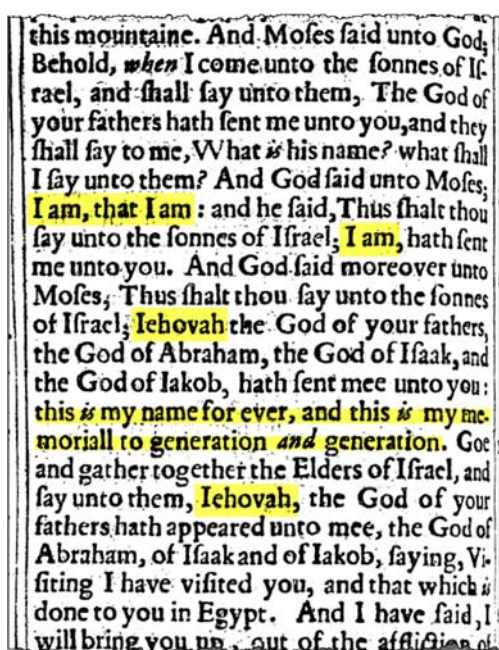 this mountaine. And Moſes ſaid unto God;
Behold, when I come unto the ſonnes of Iſ-
rael, and ſhall ſay unto them, The God of
your fathers hath ſent me unto you, and they
ſhall ſay to me, VVhat is his name? what ſhall
I ſay unto them? And God ſaid unto Moſes;
I am, that I am : and he ſaid, Thus ſhalt thou
ſay unto the ſonnes of Iſrael; I am, hath ſent
me unto you. And God ſaid moreover unto
Moſes; Thus ſhalt thou ſay unto the ſonnes
of Iſrael; Iehovah the God of your fathers,
the God of Abraham, the God of Iſaak, and
the God of Iakob, hath ſent mee unto you:
this is my name for ever, and this is my me-
moriall to generation and generation. Goe
and gather together the Elders of Iſrael, and
ſay unto them, Iehovah, the God of your
fathers hath appeared unto mee, the God of
Abraham, of Iſaak and of Iakob, ſaying, Vi-
ſiting I have viſited you, and that which is
done to you in Egypt. And I have ſaid, I
will bring you up, out of the affliction of